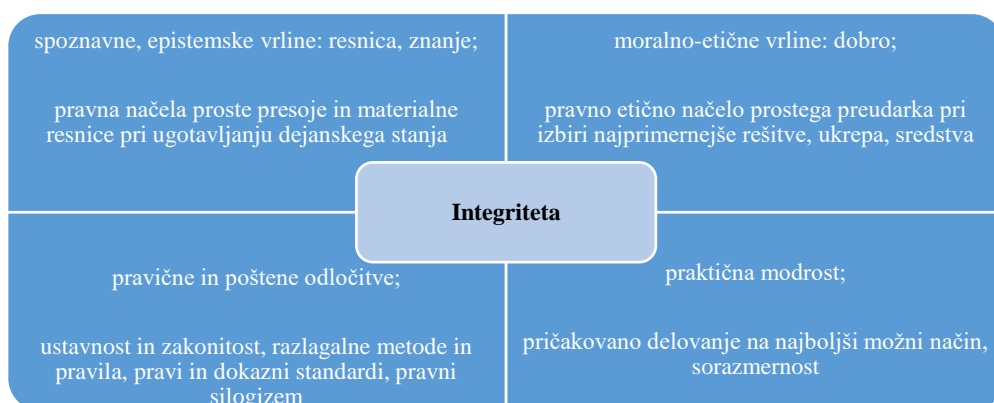 spoznavne, epistemske vrline: resnica, znanje;
pravna načela proste presoje in materialne
resnice pri ugotavljanju dejanskega stanja
moralno-etične vrline: dobro;
pravno etično načelo prostega preudarka pri
izbiri najprimernejše rešitve, ukrepa, sredstva
Integriteta
pravične in poštene odločitve;
ustavnost in zakonitost, razlagalne metode in
pravila, pravi in dokazni standardi, pravni
silogizem
praktična modrost;
pričakovano delovanje na najboljši možni način,
sorazmernost